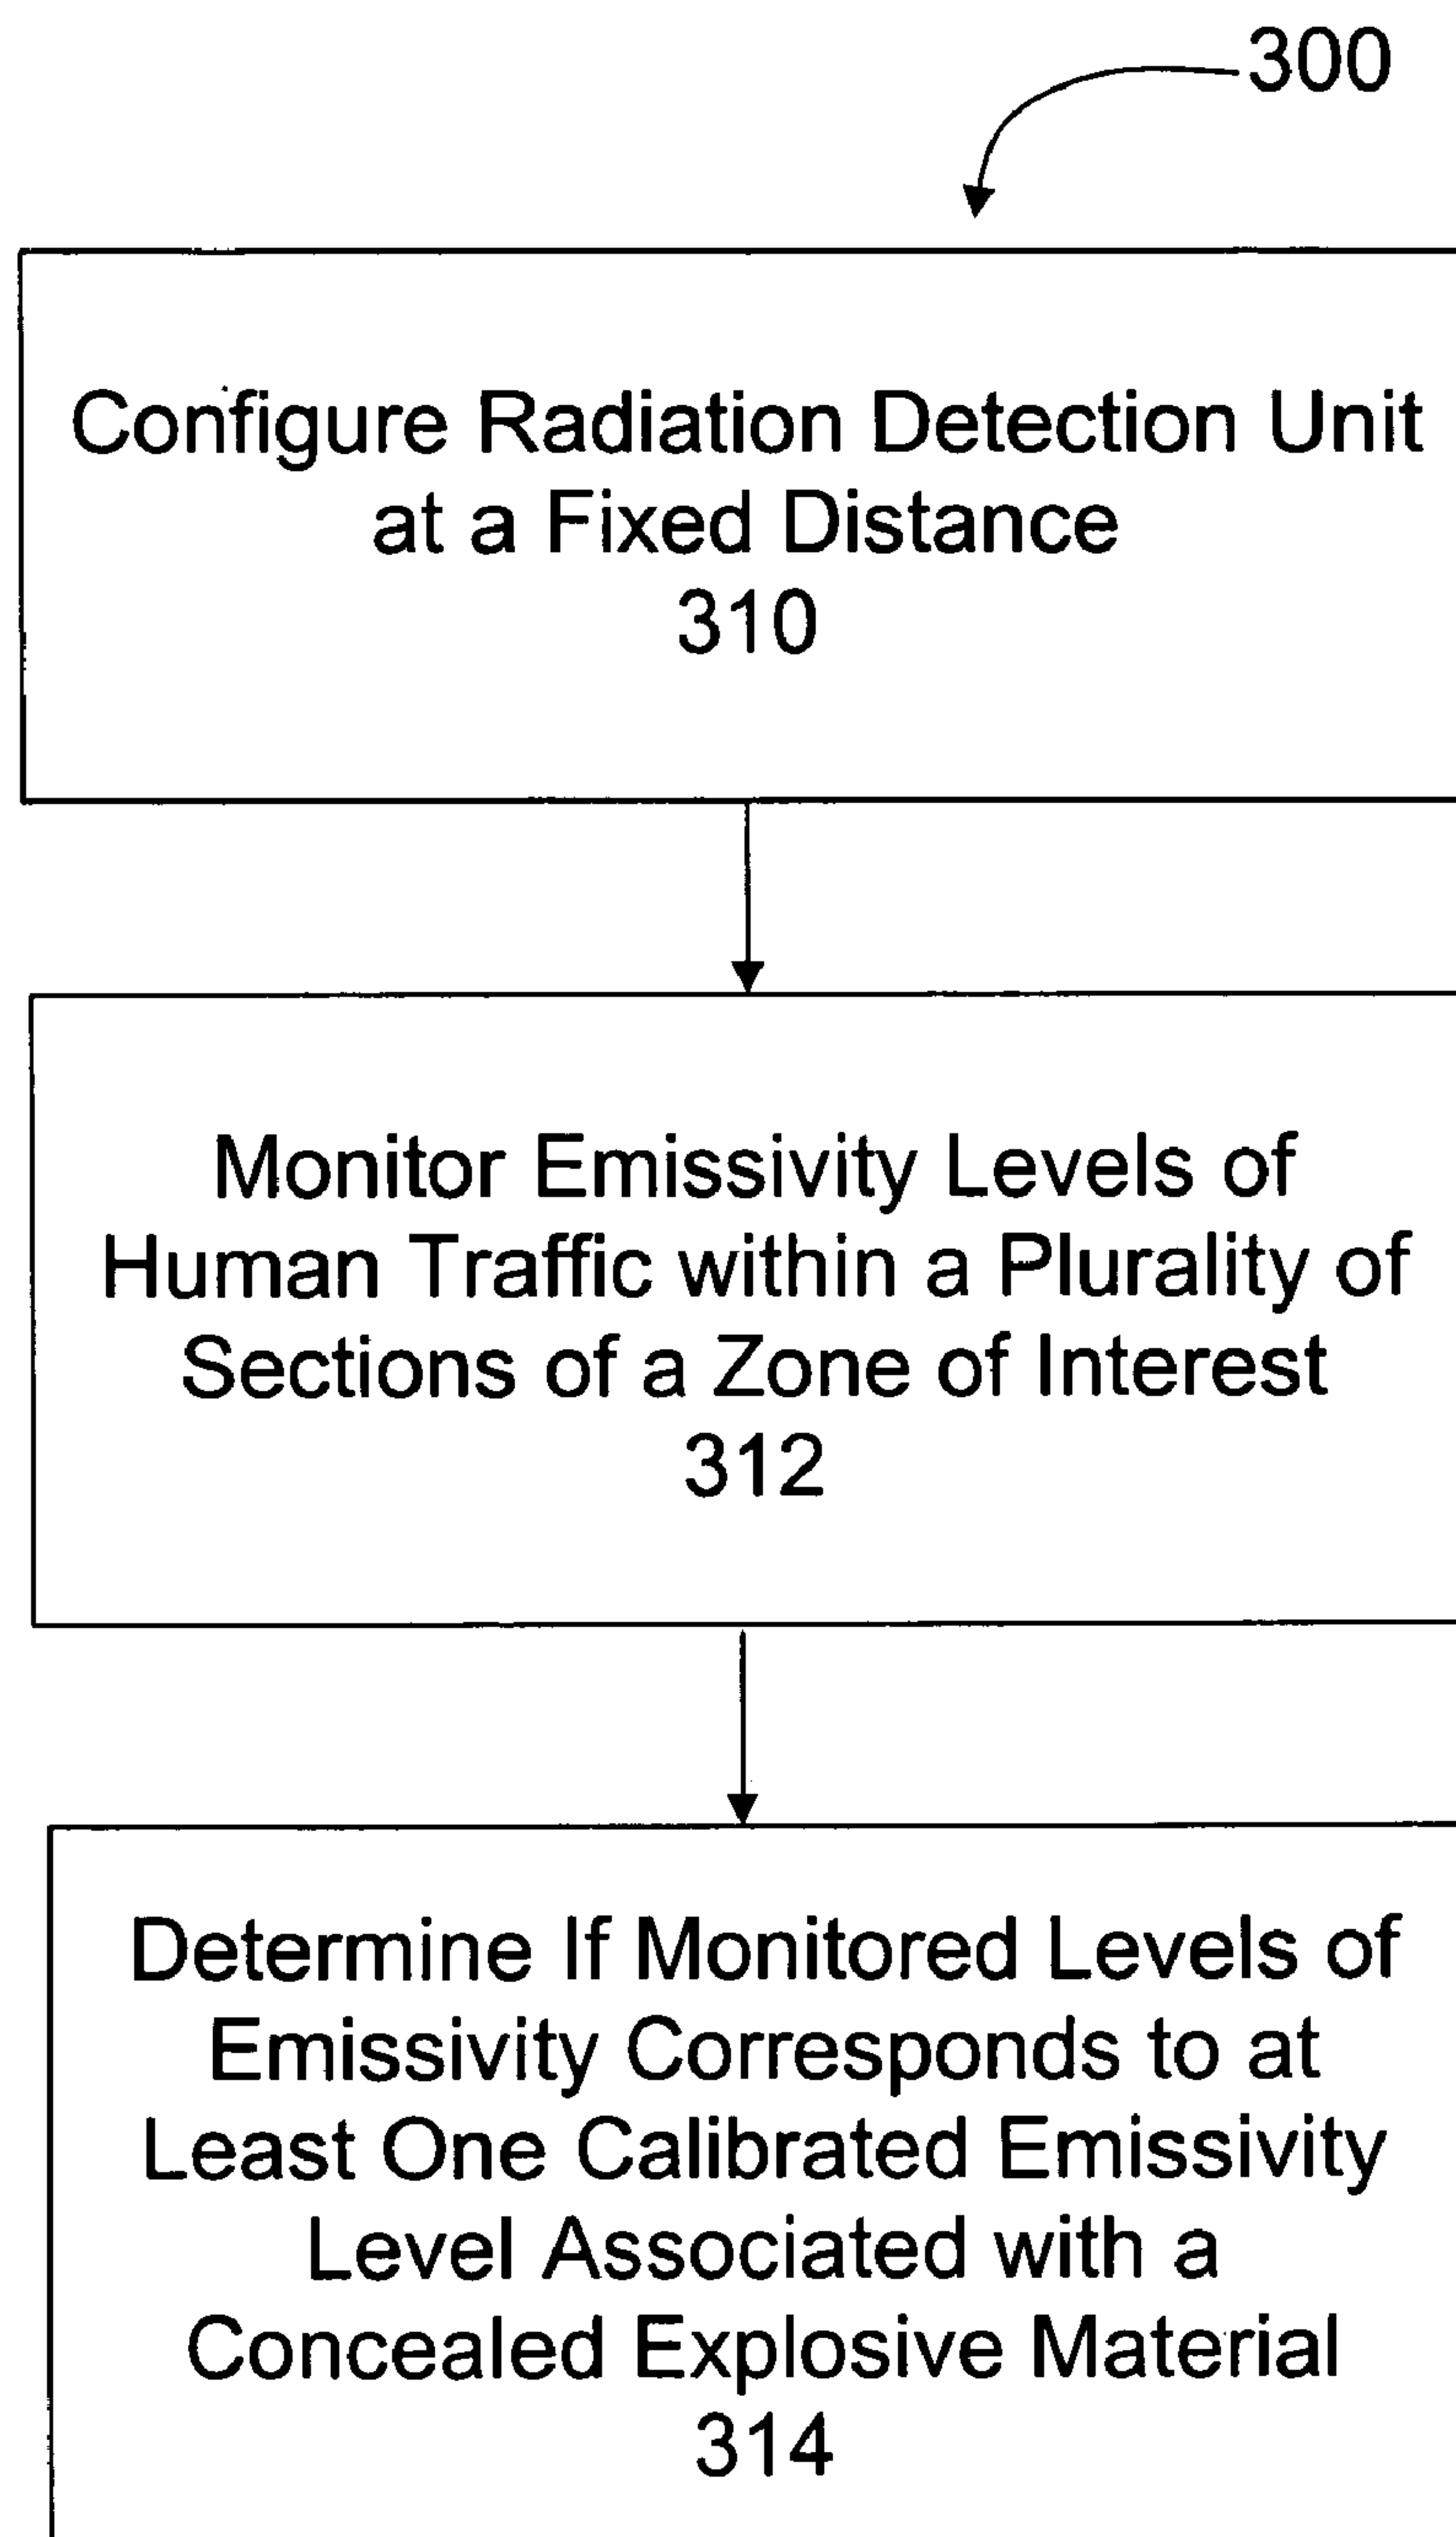 300
Configure Radiation Detection Unit
at a Fixed Distance
310
Monitor Emissivity Levels of
Human Traffic within a Plurality of
Sections of a Zone of Interest
312
Determine If Monitored Levels of
Emissivity Corresponds to at
Least One Calibrated Emissivity
Level Associated with a
Concealed Explosive Material
314